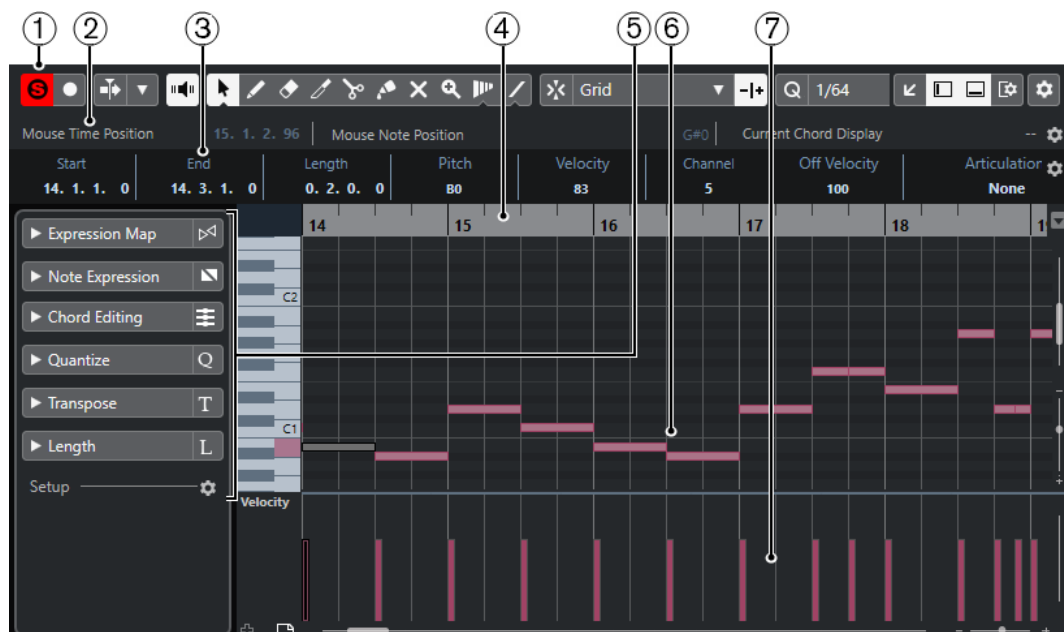 ① ② ③ ④ ⑤ ⑥ ⑦
S Grid Q 1/64
Mouse Time Position 15. 1. 2. 96 Mouse Note Position G#0 Current Chord Display --
Start End Length Pitch Velocity Channel Off Velocity Articulation
14. 1. 1. 0 14. 3. 1. 0 0. 2. 0. 0 B0 83 5 100 None
14 15 16 17 18
Expression Map
Note Expression
C2
Chord Editing
Quantize Q
Transpose T
C1
Length L
Setup
Velocity